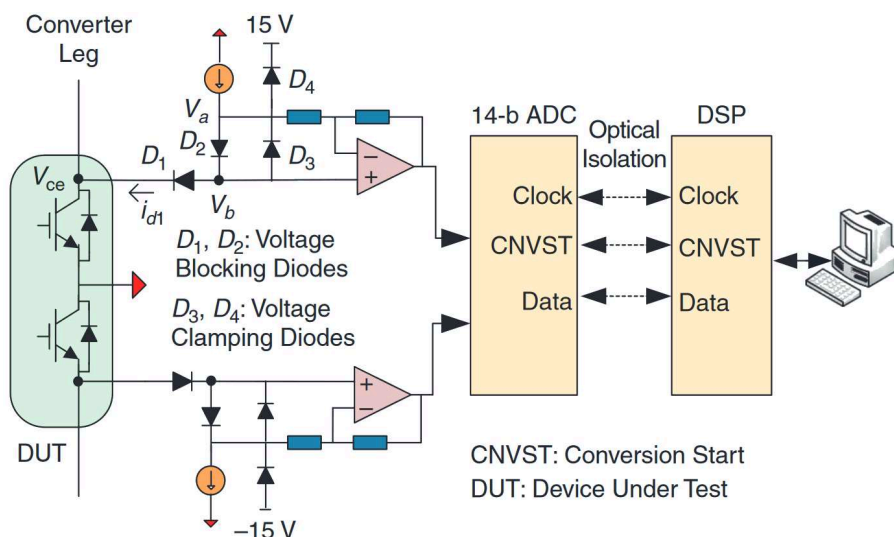 Converter
Leg
15 V
D4
Va
D2
D1
D3
Vce
id1
Vb
D1, D2: Voltage
Blocking Diodes
D3, D4: Voltage
Clamping Diodes
DUT
−15 V
−
+
+
−
14-b ADC
Optical
Isolation
DSP
Clock
Clock
CNVST
CNVST
Data
Data
CNVST: Conversion Start
DUT: Device Under Test